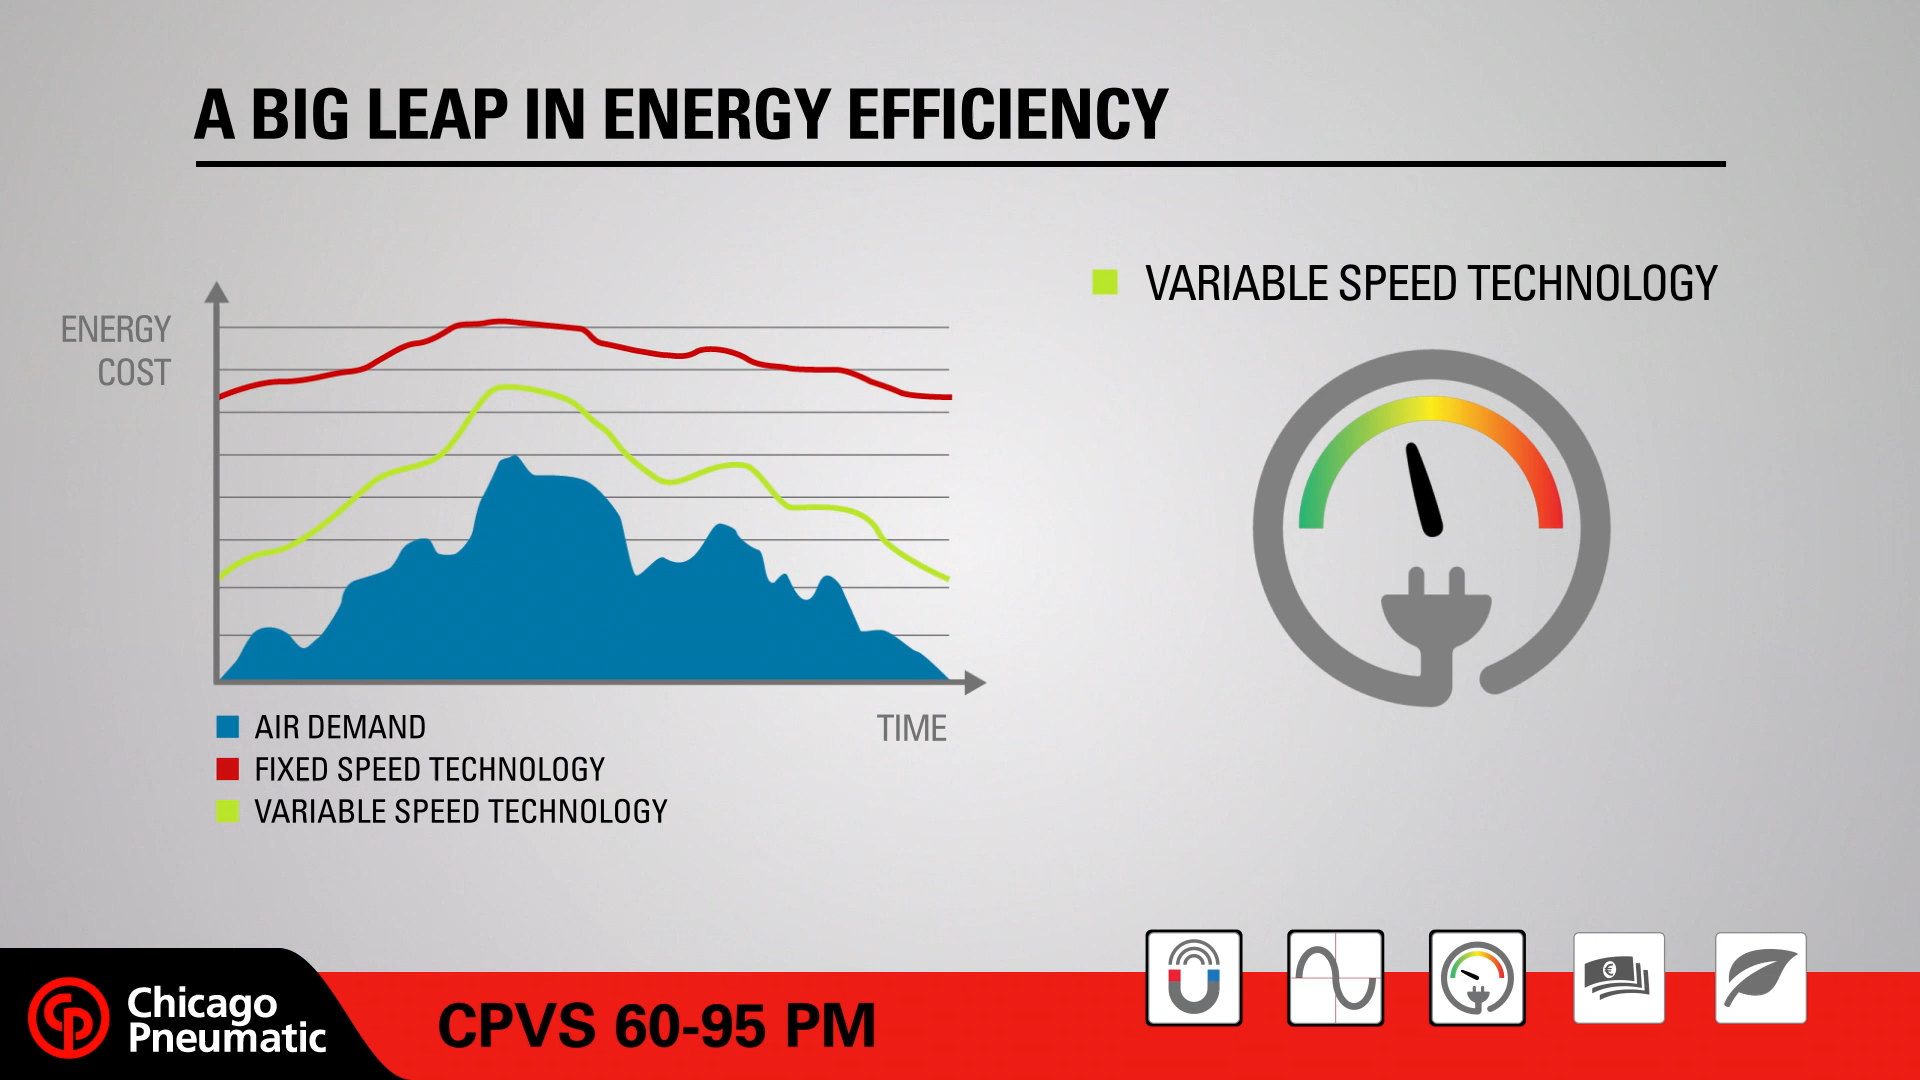 A BIG LEAP IN ENERGY EFFICIENCY
ENERGY
COST
TIME
AIR DEMAND
FIXED SPEED TECHNOLOGY
VARIABLE SPEED TECHNOLOGY
VARIABLE SPEED TECHNOLOGY
Chicago
Pneumatic
CPVS 60-95 PM
€